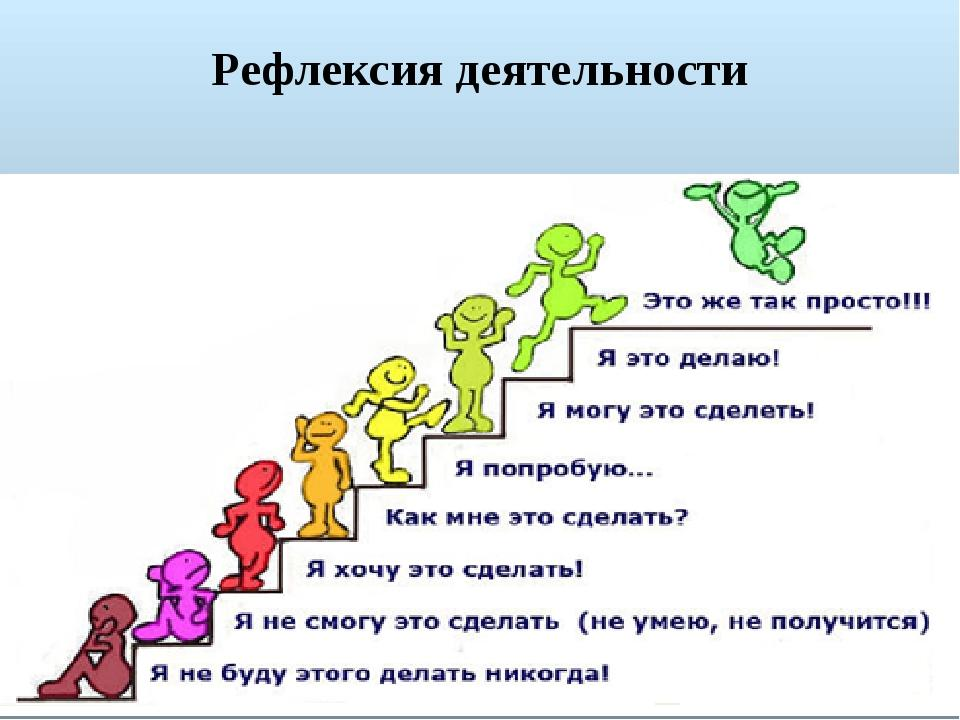 Рефлексия деятельности
Это же так просто!!!
Я это делаю!
Я могу это сделеть!
Я попробую...
Как мне это сделать?
Я хочу это сделать!
Я не смогу это сделать (не умею, не получится)
Я не буду этого делать никогда!